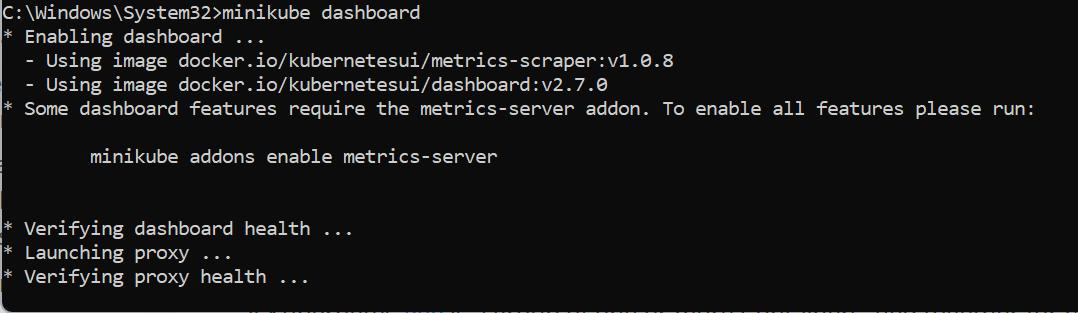 C:\Windows\System32>minikube dashboard
* Enabling dashboard ...
  - Using image docker.io/kubernetesui/metrics-scraper:v1.0.8
  - Using image docker.io/kubernetesui/dashboard:v2.7.0
* Some dashboard features require the metrics-server addon. To enable all features please run:
        minikube addons enable metrics-server
* Verifying dashboard health ...
* Launching proxy ...
* Verifying proxy health ...